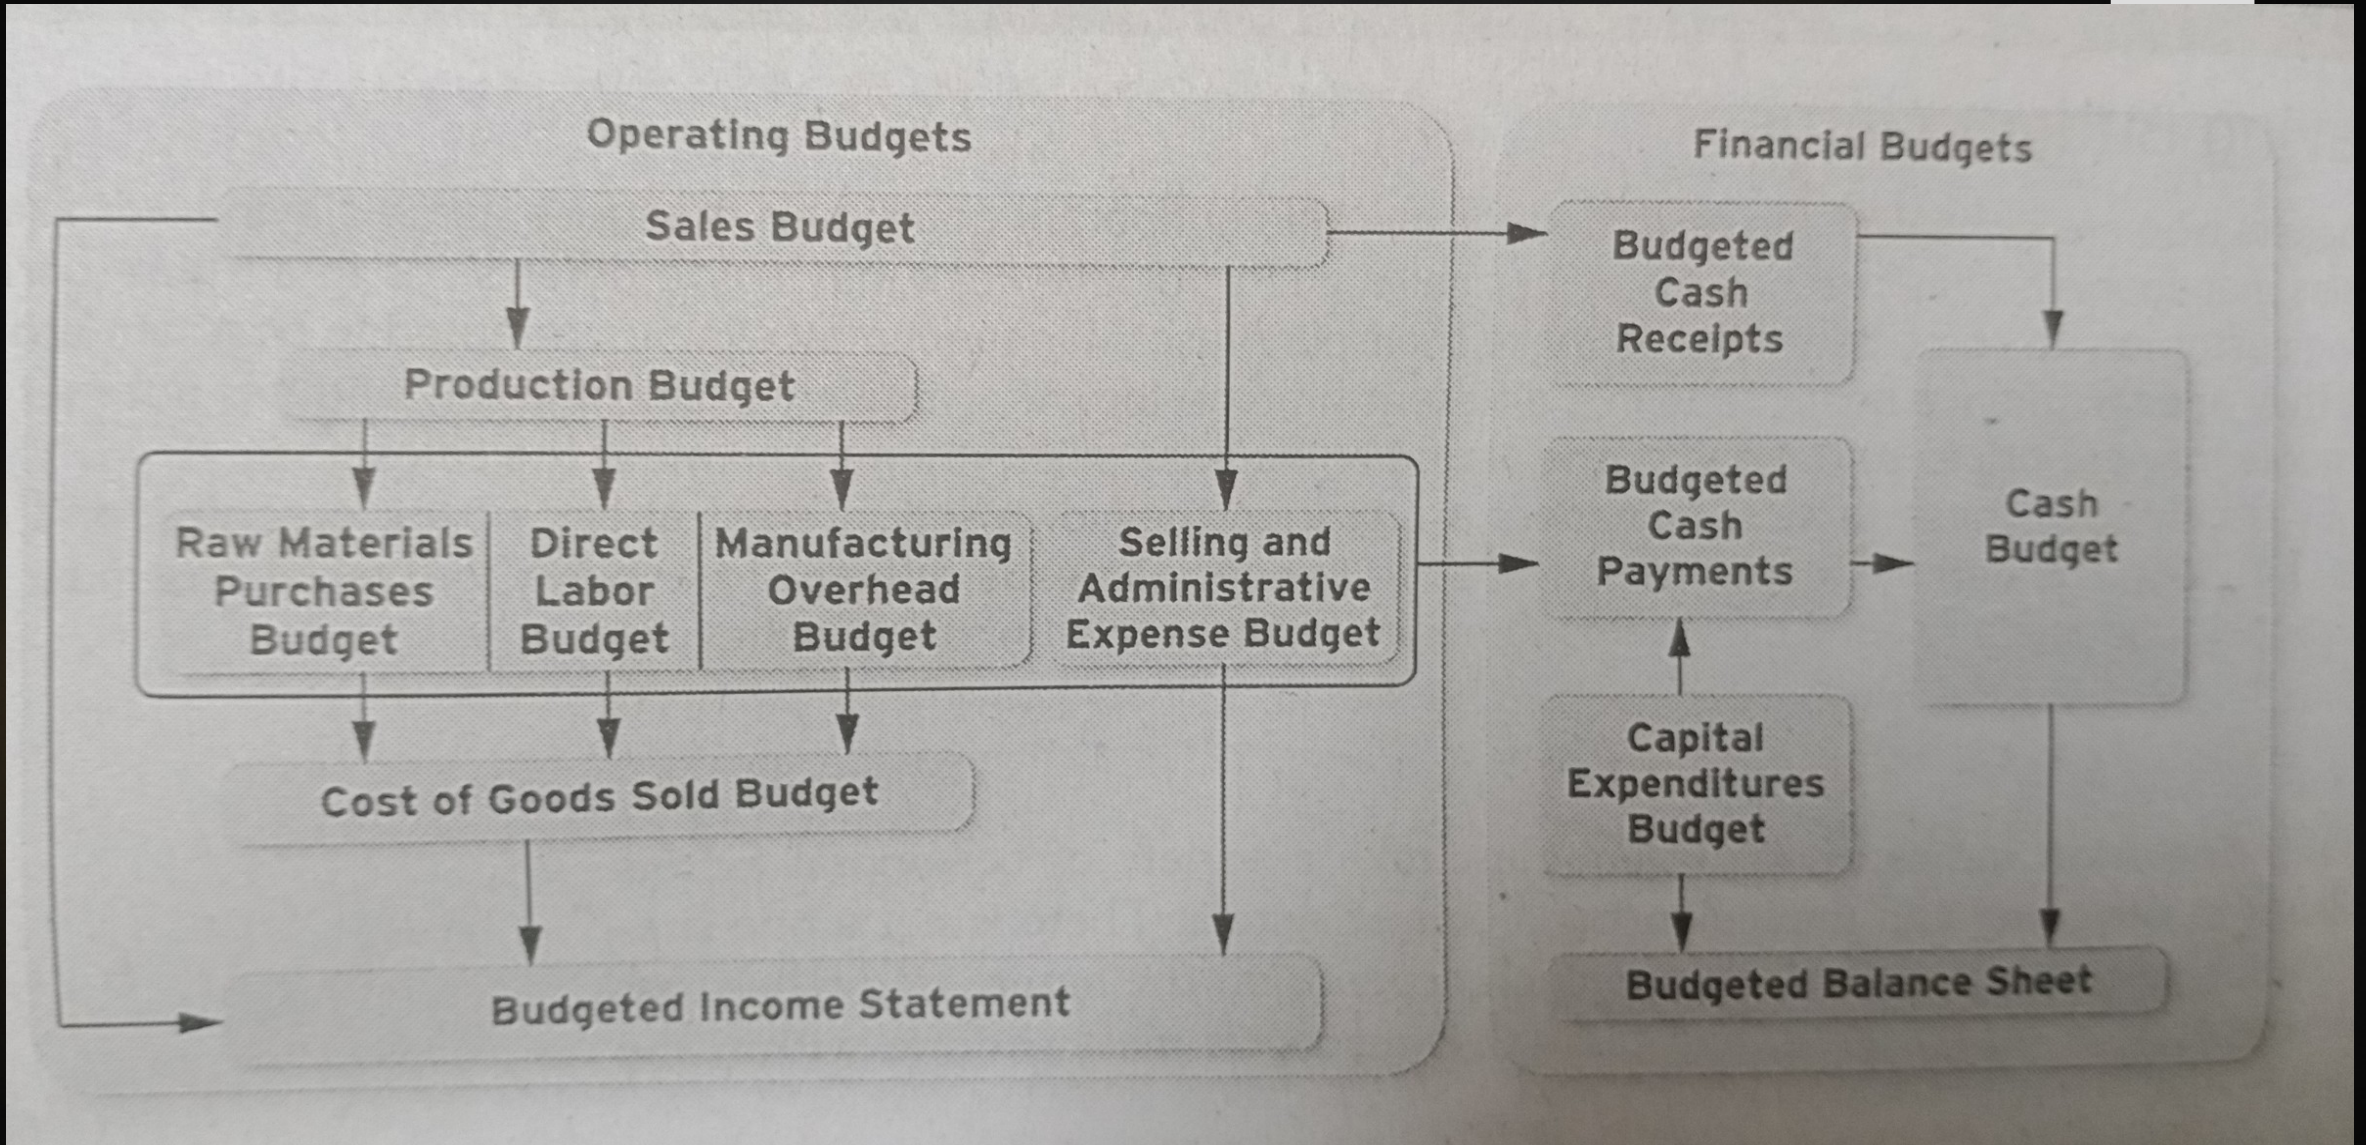 Operating Budgets
Sales Budget
Production Budget
Raw Materials
Purchases
Budget
Direct
Labor
Budget
Manufacturing
Overhead
Budget
Selling and
Administrative
Expense Budget
Cost of Goods Sold Budget
Budgeted Income Statement
Financial Budgets
Budgeted
Cash
Receipts
Budgeted
Cash
Payments
Cash
Budget
Capital
Expenditures
Budget
Budgeted Balance Sheet